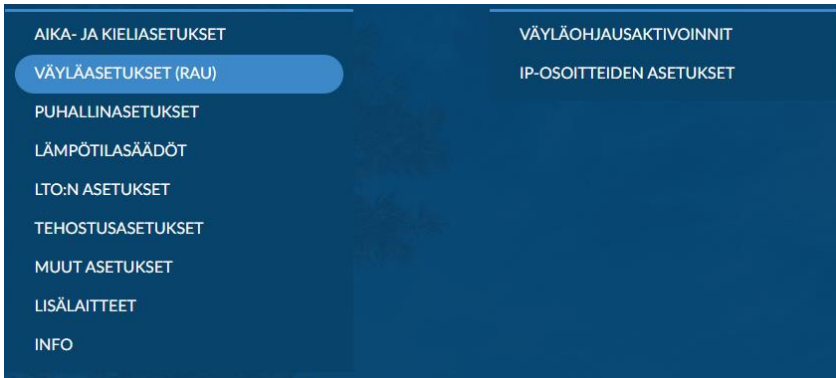 AIKA- JA KIELIASETUKSET
VÄYLÄASETUKSET (RAU)
PUHALLINASETUKSET
LÄMPÖTILASÄÄDÖT
LTO:N ASETUKSET
TEHOSTUSASETUKSET
MUUT ASETUKSET
LISÄLAITTEET
INFO
VÄYLÄOHJAUSAKTIVOINNIT
IP-OSOITTEIDEN ASETUKSET